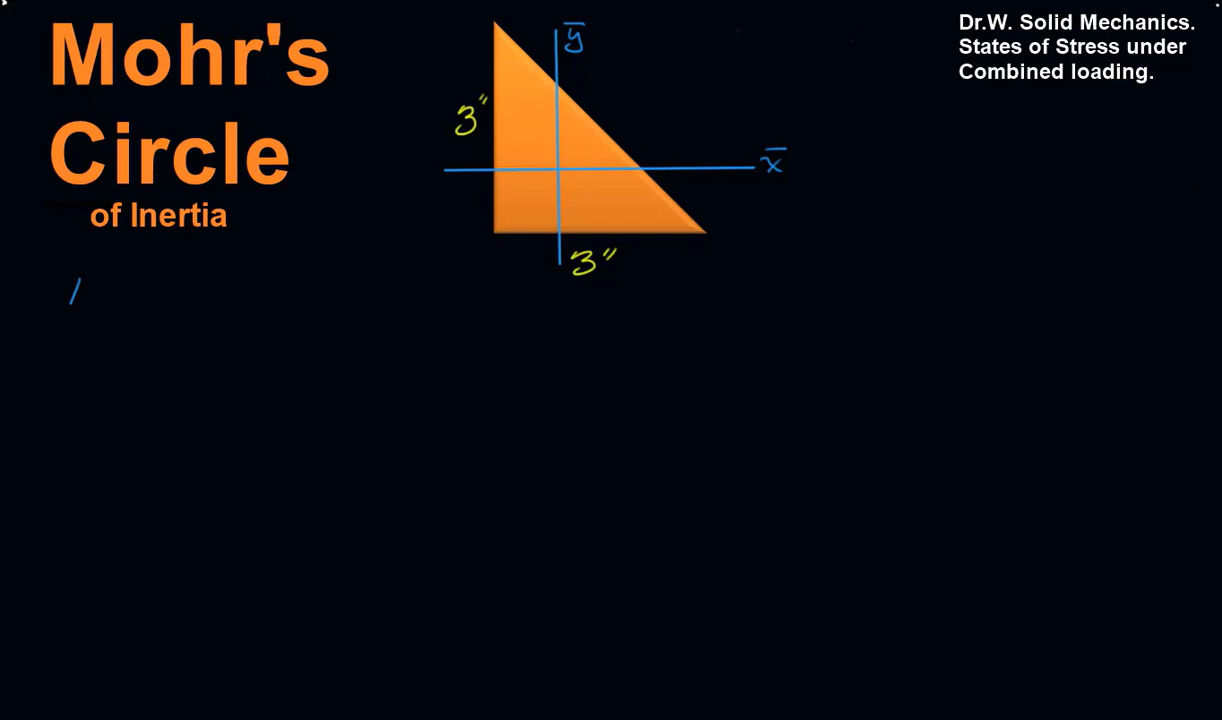 Mohr's
Circle
of Inertia
ȳ
3"
x̄
3"
Dr.W. Solid Mechanics.
States of Stress under
Combined loading.